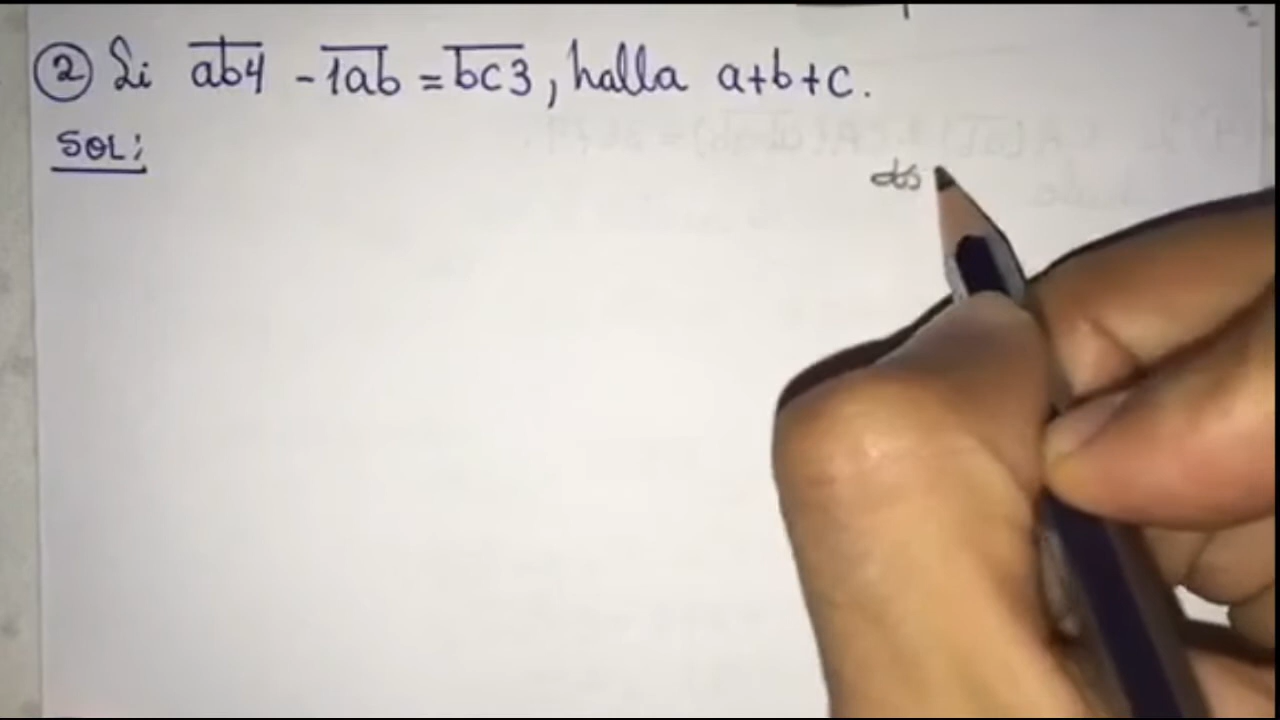 ② Si ab4 - 1ab = bc3, halla a+b+c.
SOL: